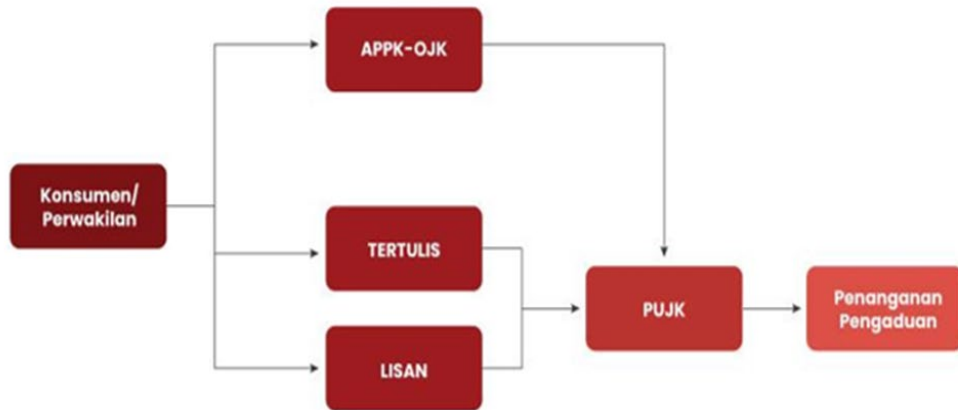 APPK-OJK
Konsumen/
Perwakilan
TERTULIS
LISAN
PUJK
Penanganan
Pengaduan